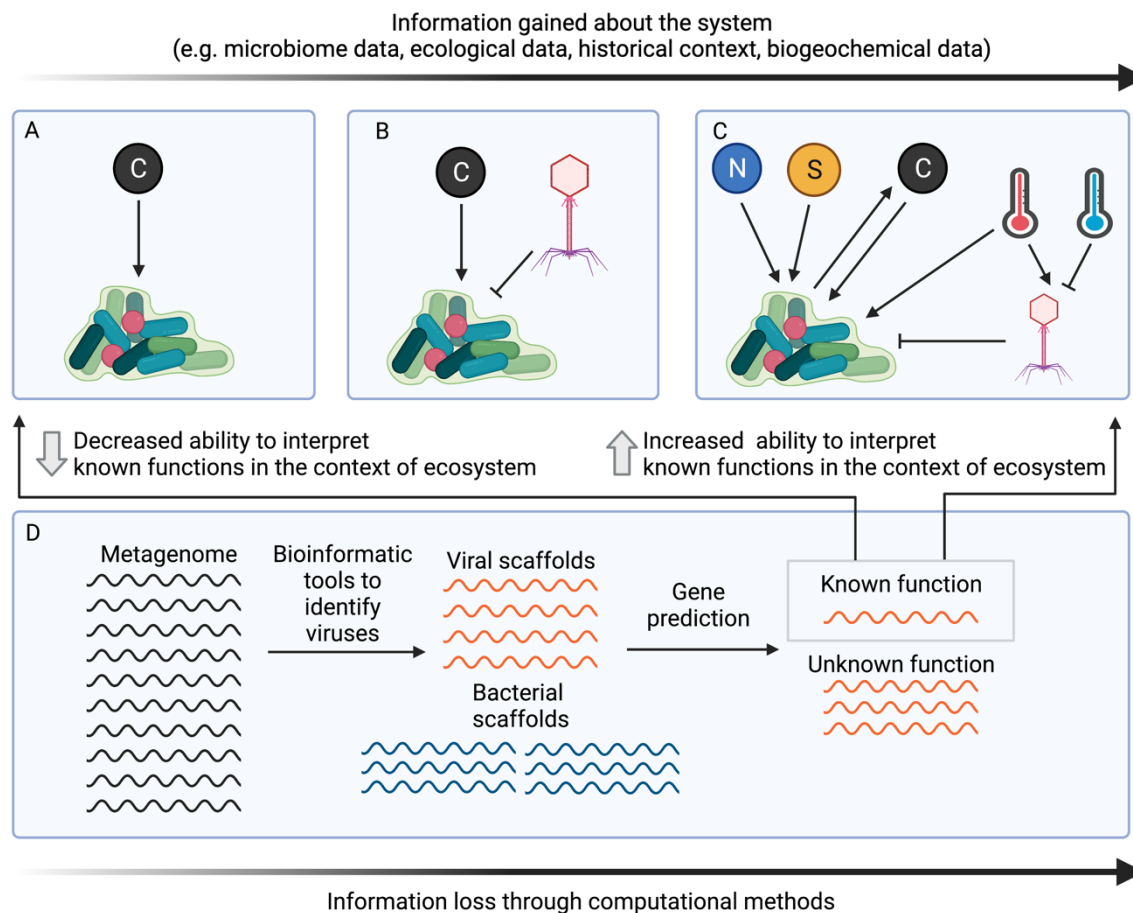 Information gained about the system
(e.g. microbiome data, ecological data, historical context, biogeochemical data)
A
C
B
C
C
N
S
C
Decreased ability to interpret
known functions in the context of ecosystem
Increased ability to interpret
known functions in the context of ecosystem
D
Metagenome
Bioinformatic
tools to
identify
viruses
Viral scaffolds
Bacterial
scaffolds
Gene
prediction
Known function
Unknown function
Information loss through computational methods